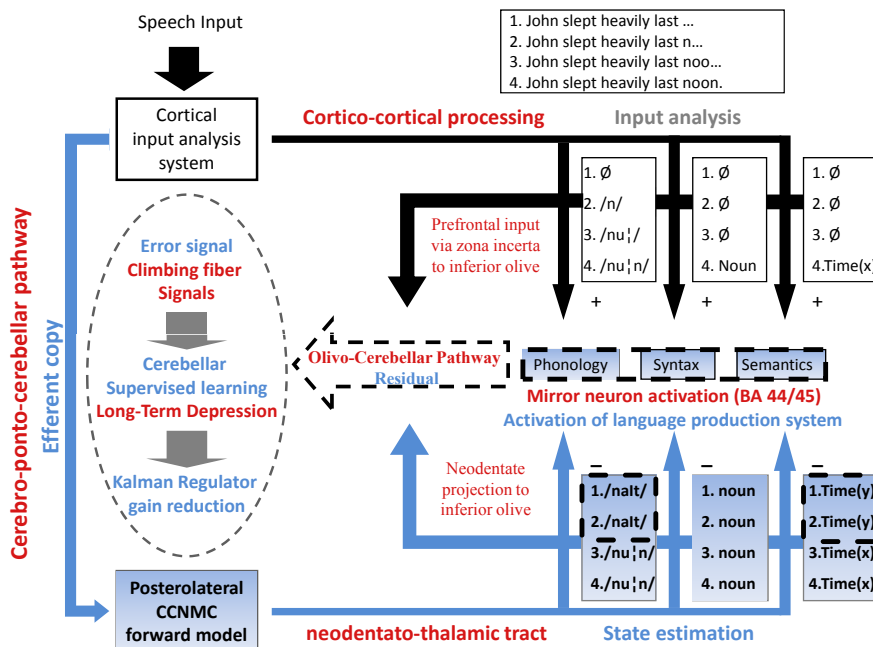 Speech Input
1. John slept heavily last ...
2. John slept heavily last n...
3. John slept heavily last noo...
4. John slept heavily last noon.
Cortical
input analysis
system
Cortico-cortical processing
Input analysis
1. Ø
2. /n/
3. /nu¦/
4. /nu¦n/
+
1. Ø
2. Ø
3. Ø
4. Noun
+
1. Ø
2. Ø
3. Ø
4.Time(x)
+
Prefrontal input
via zona incerta
to inferior olive
Cerebro-ponto-cerebellar pathway
Efferent copy
Error signal
Climbing fiber
Signals
Cerebellar
Supervised learning
Long-Term Depression
Kalman Regulator
gain reduction
Olivo-Cerebellar Pathway
Residual
Phonology
Syntax
Semantics
Mirror neuron activation (BA 44/45)
Activation of language production system
Neodentate
projection to
inferior olive
–
1./naIt/
2./naIt/
3./nu¦n/
4./nu¦n/
–
1. noun
2. noun
3. noun
4. noun
–
1.Time(y)
2.Time(y)
3.Time(x)
4.Time(x)
Posterolateral
CCNMC
forward model
neodentato-thalamic tract
State estimation